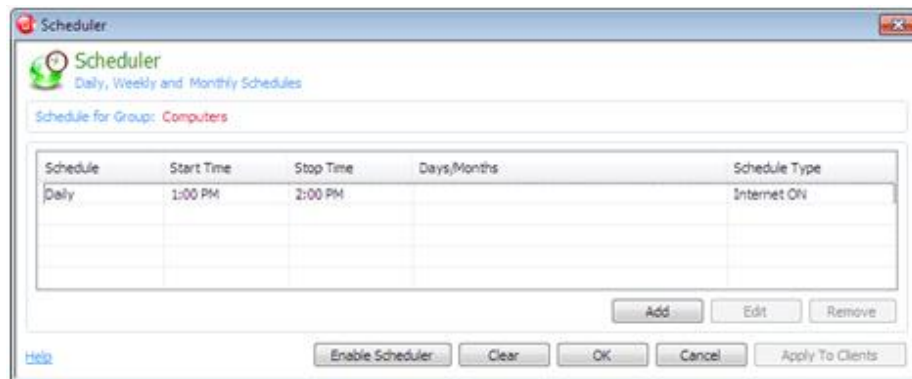 Scheduler
Scheduler
Daily, Weekly and Monthly Schedules
Schedule for Group: Computers
Schedule Start Time Stop Time Days/Months Schedule Type
Daily 1:00 PM 2:00 PM Internet ON
Add Edit Remove
Help Enable Scheduler Clear OK Cancel Apply To Clients